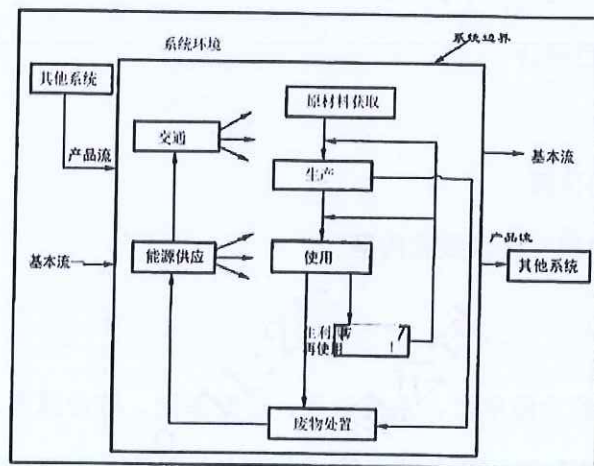 系统环境
系统边界
其他系统
原材料获取
交通
产品流
基本流
生产
产品流
基本流
能源供应
使用
其他系统
再使用
废物处置